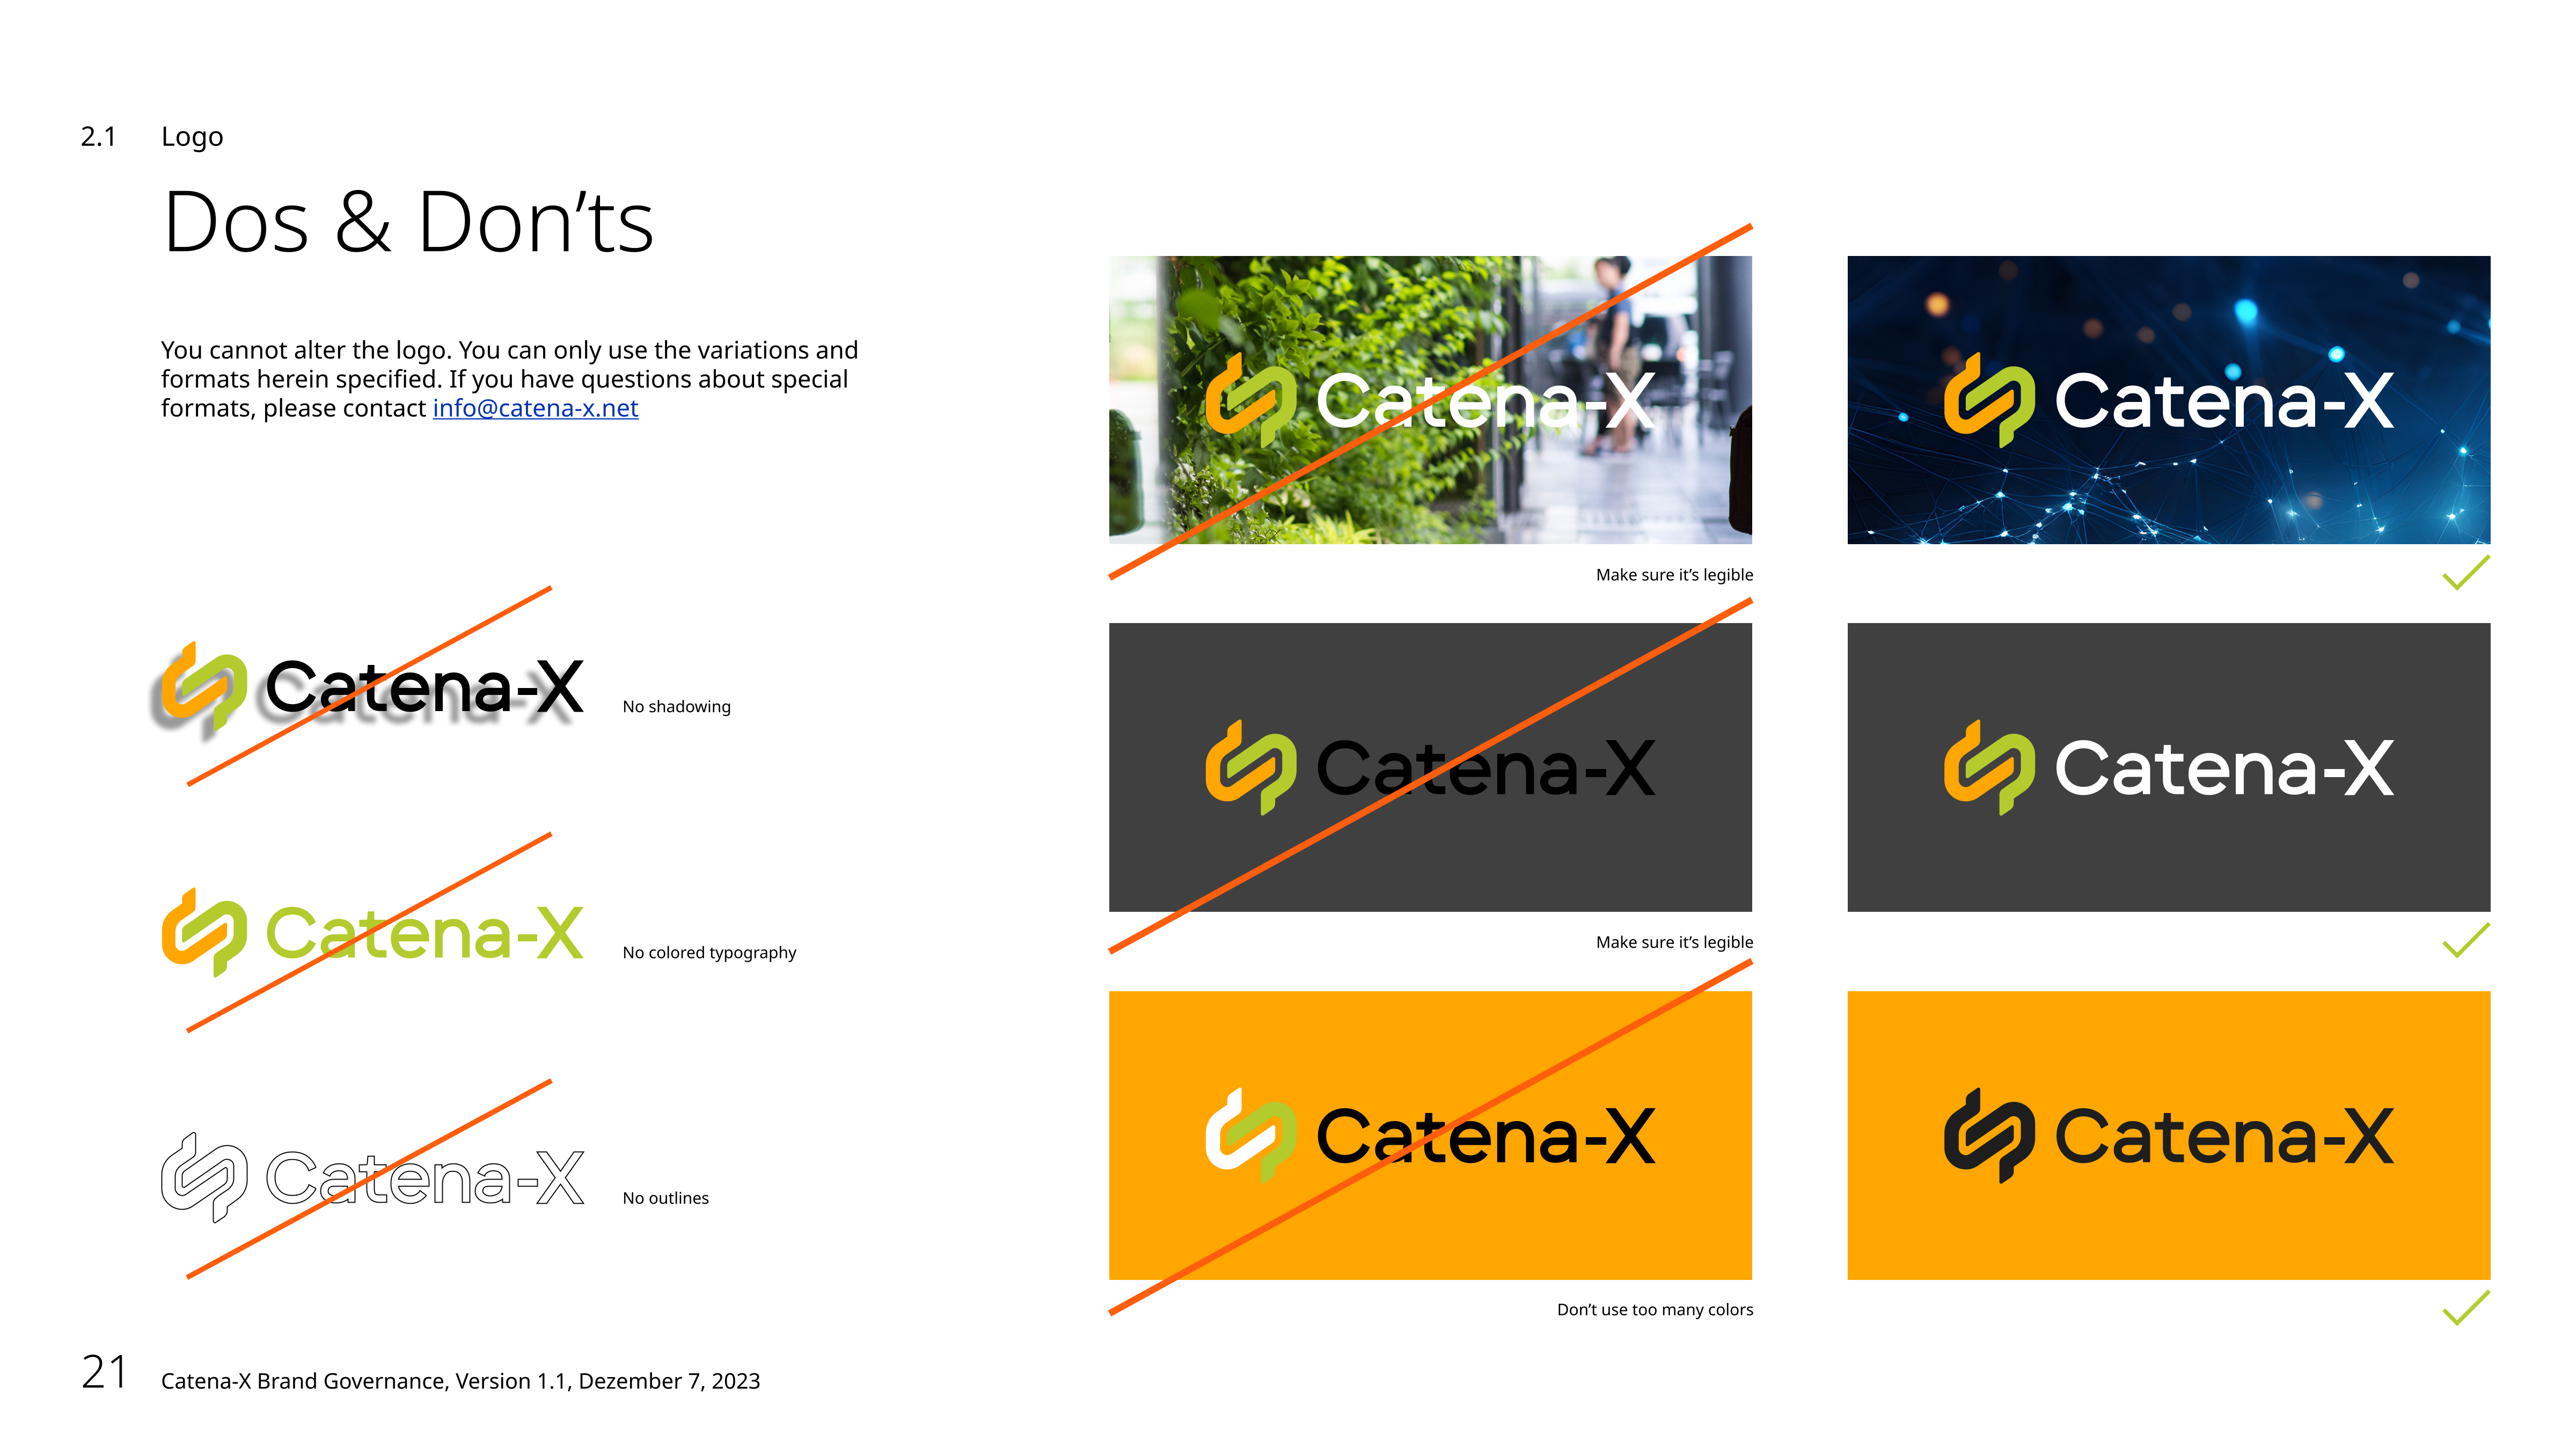 2.1 Logo
Dos & Don’ts
You cannot alter the logo. You can only use the variations and
formats herein specified. If you have questions about special
formats, please contact info@catena-x.net
Catena-X
No shadowing
Catena-X
No colored typography
Catena-X
No outlines
Catena-X
Catena-X
Make sure it’s legible
Catena-X
Catena-X
Make sure it’s legible
Catena-X
Catena-X
Don’t use too many colors
21 Catena-X Brand Governance, Version 1.1, Dezember 7, 2023